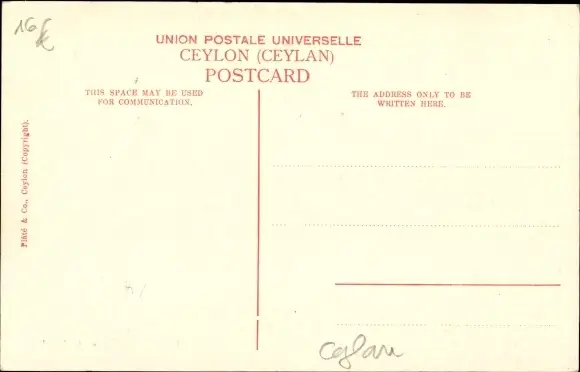 16 €
UNION POSTALE UNIVERSELLE
CEYLON (CEYLAN)
POSTCARD
THIS SPACE MAY BE USED
FOR COMMUNICATION.
THE ADDRESS ONLY TO BE
WRITTEN HERE.
Plâté & Co., Ceylon (Copyright).
Ceylan